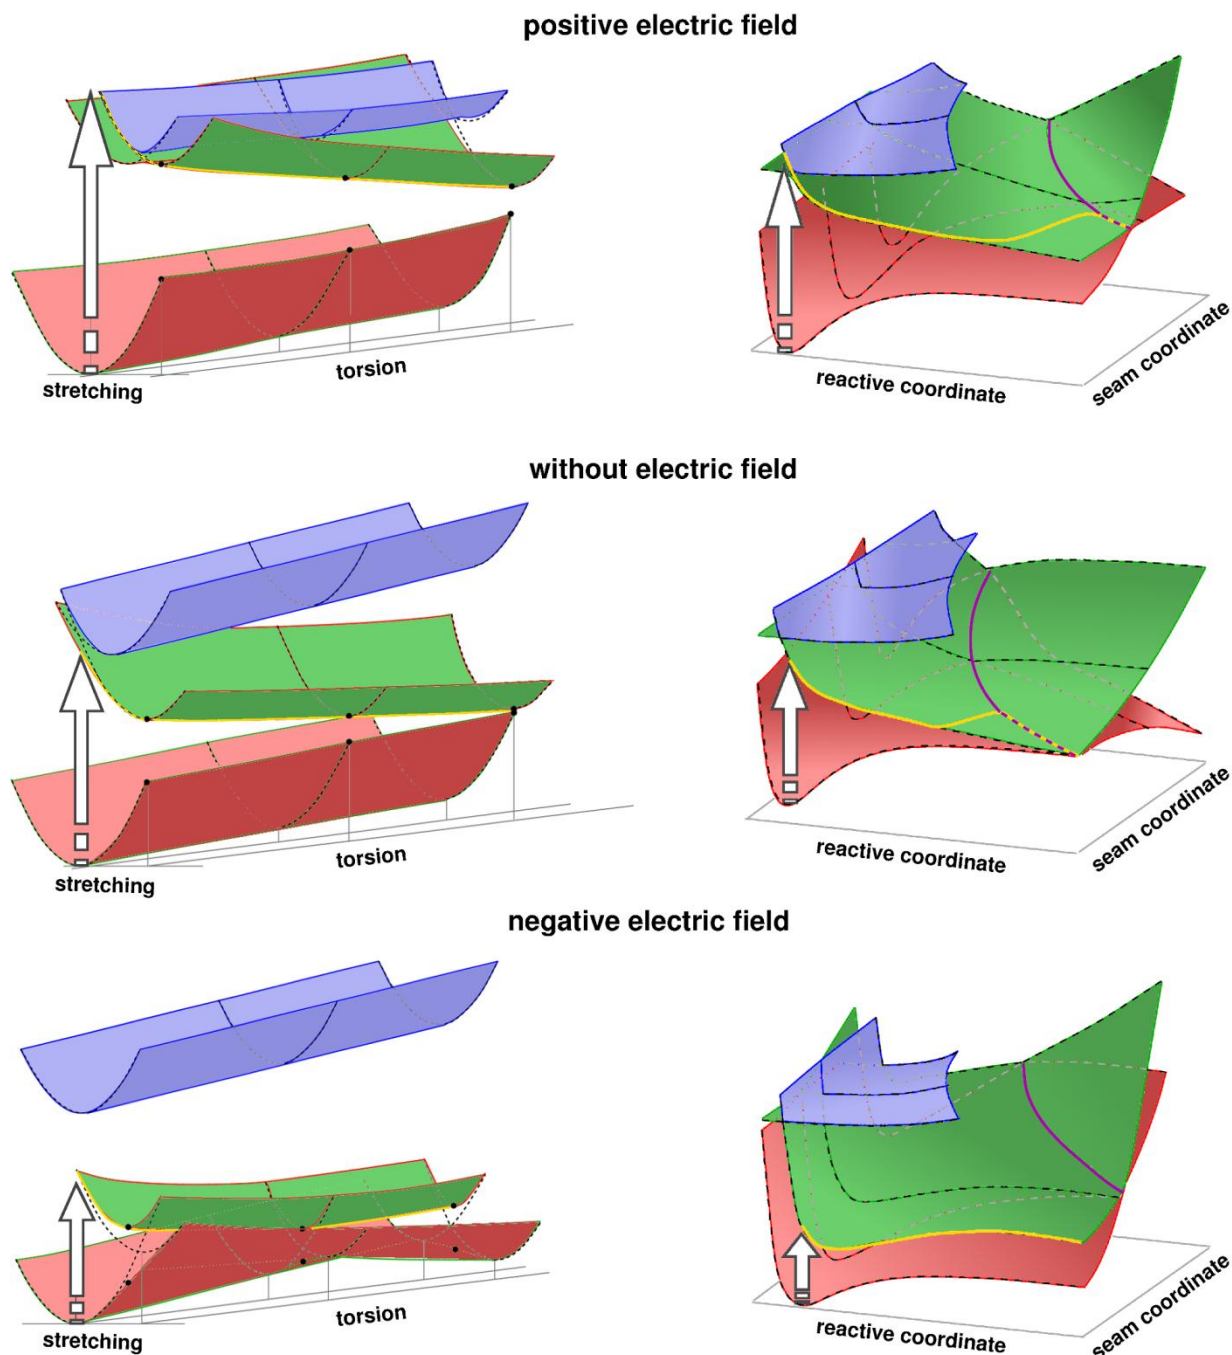 positive electric field
stretching
torsion
reactive coordinate
seam coordinate
without electric field
stretching
torsion
reactive coordinate
seam coordinate
negative electric field
stretching
torsion
reactive coordinate
seam coordinate